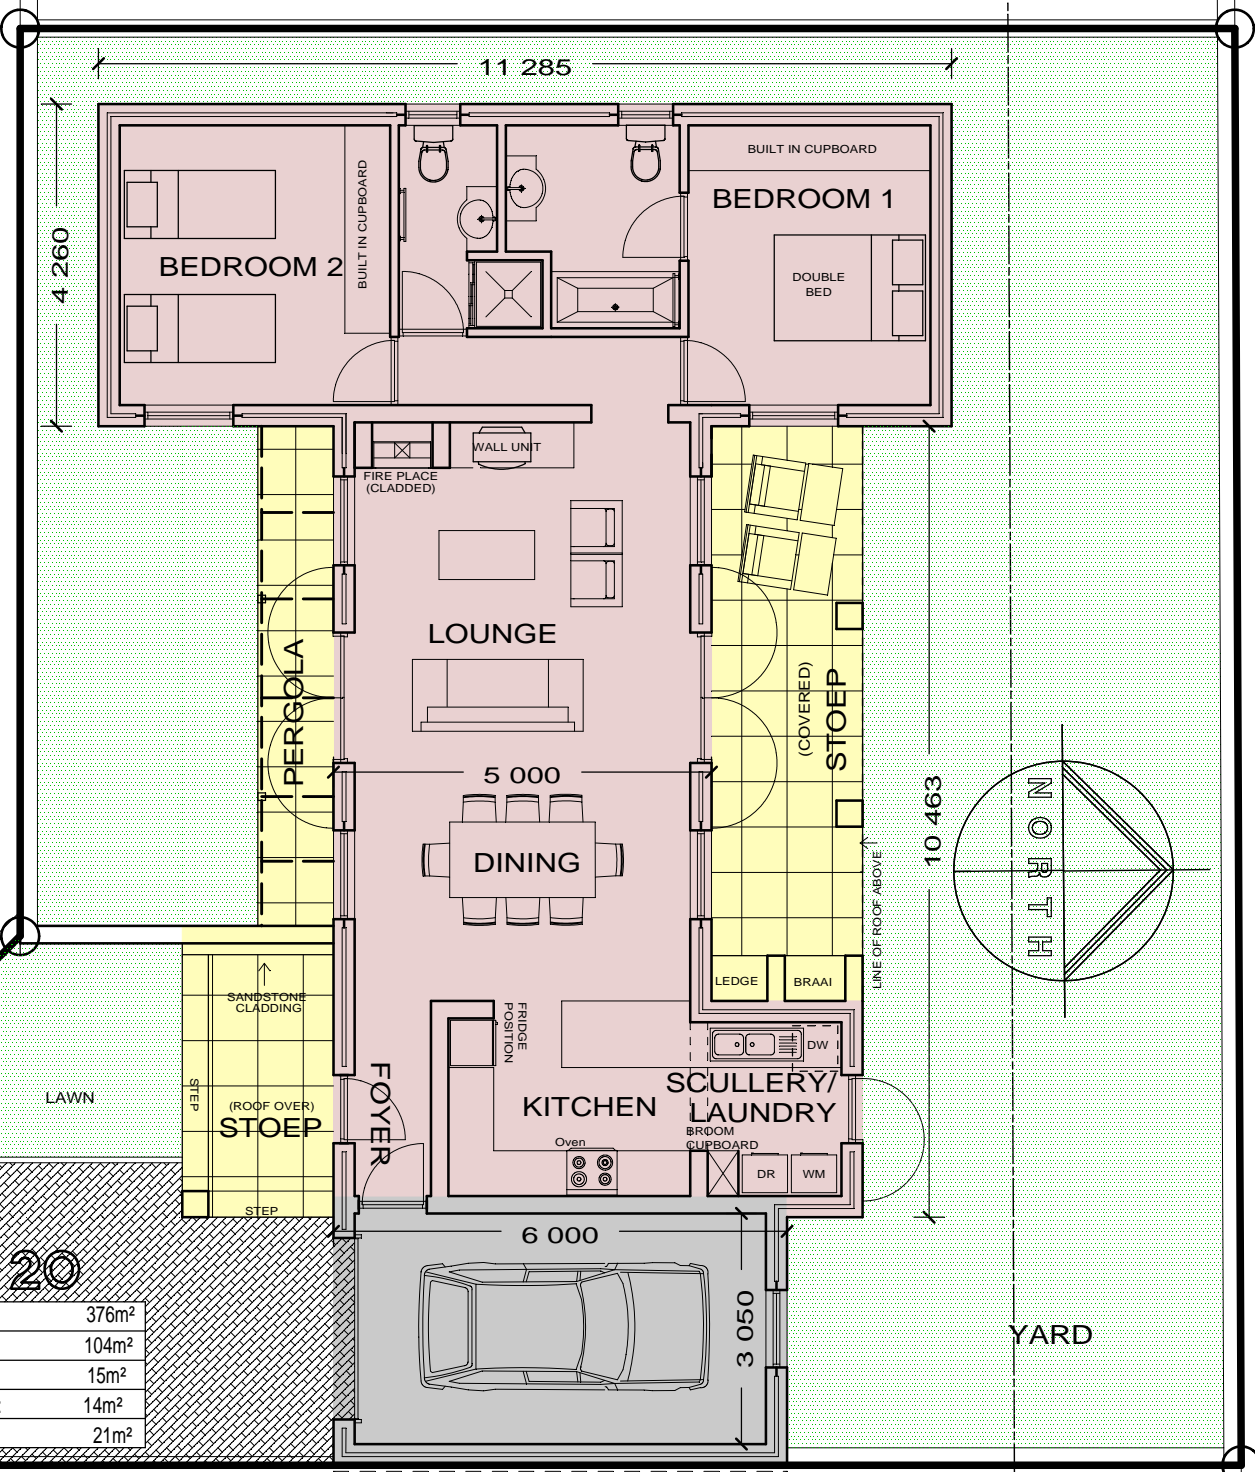 11 285
4 260
BUILT IN CUPBOARD
BEDROOM 1
BUILT IN CUPBOARD
BEDROOM 2
DOUBLE
BED
WALL UNIT
FIRE PLACE
(CLADDED)
LOUNGE
PERGOLA
(COVERED)
STOEP
5 000
10 463
NORTH
DINING
LINE OF ROOF ABOVE
LEDGE
BRAAI
SANDSTONE
CLADDING
FRIDGE
POSITION
DW
SCULLERY/
LAUNDRY
STEP
LAWN
(ROOF OVER)
STOEP
FOYER
KITCHEN
BROOM
CUPBOARD
Oven
DR
WM
STEP
6 000
20
3 050
376m²
104m²
15m²
14m²
21m²
YARD